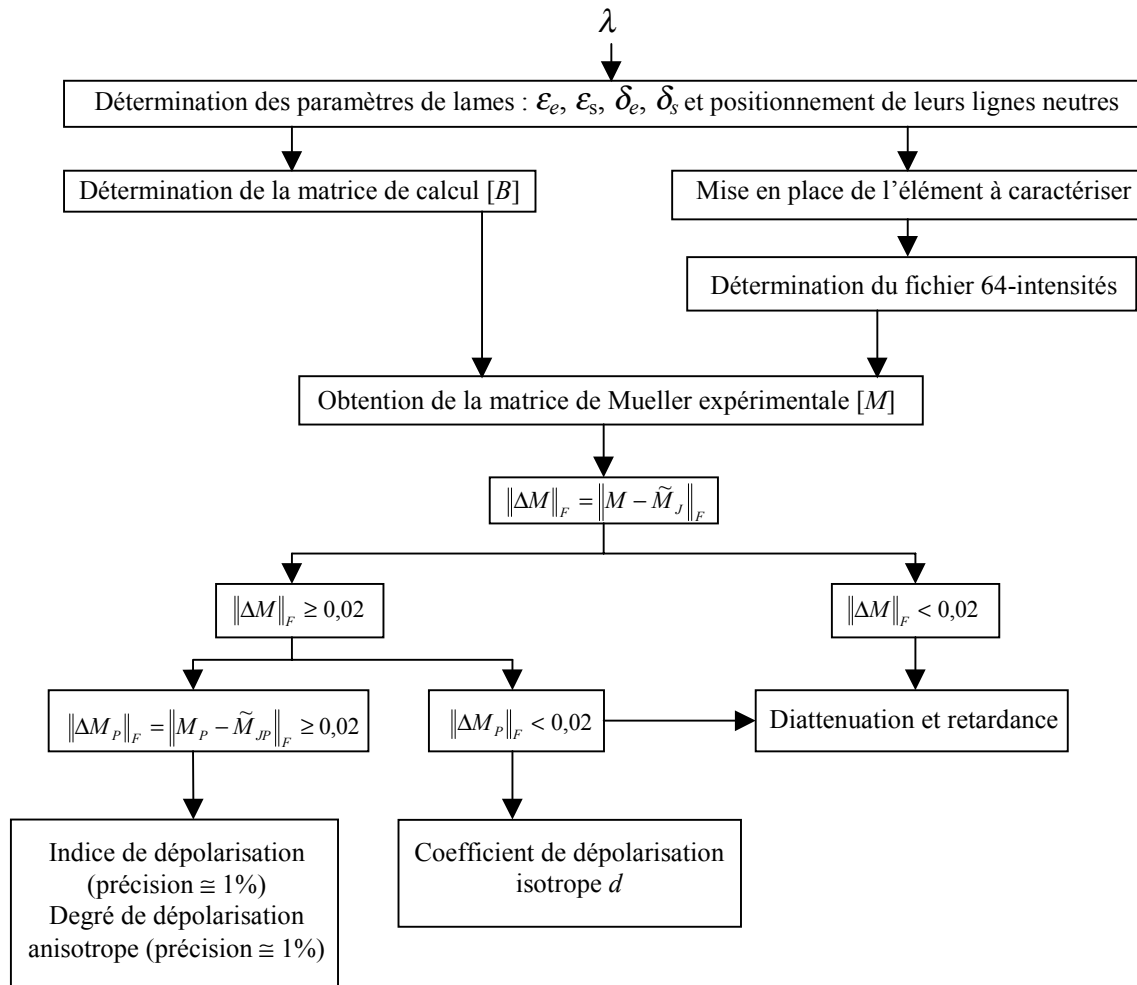 λ
Détermination des paramètres de lames : εe, εs, δe, δs et positionnement de leurs lignes neutres
Détermination de la matrice de calcul [B]
Mise en place de l'élément à caractériser
Détermination du fichier 64-intensités
Obtention de la matrice de Mueller expérimentale [M]
‖ΔM‖F = ‖M − M̃J‖F
‖ΔM‖F ≥ 0,02
‖ΔM‖F < 0,02
‖ΔMP‖F = ‖MP − M̃JP‖F ≥ 0,02
‖ΔMP‖F < 0,02
Diattenuation et retardance
Indice de dépolarisation
(précision ≅ 1%)
Degré de dépolarisation
anisotrope (précision ≅ 1%)
Coefficient de dépolarisation
isotrope d